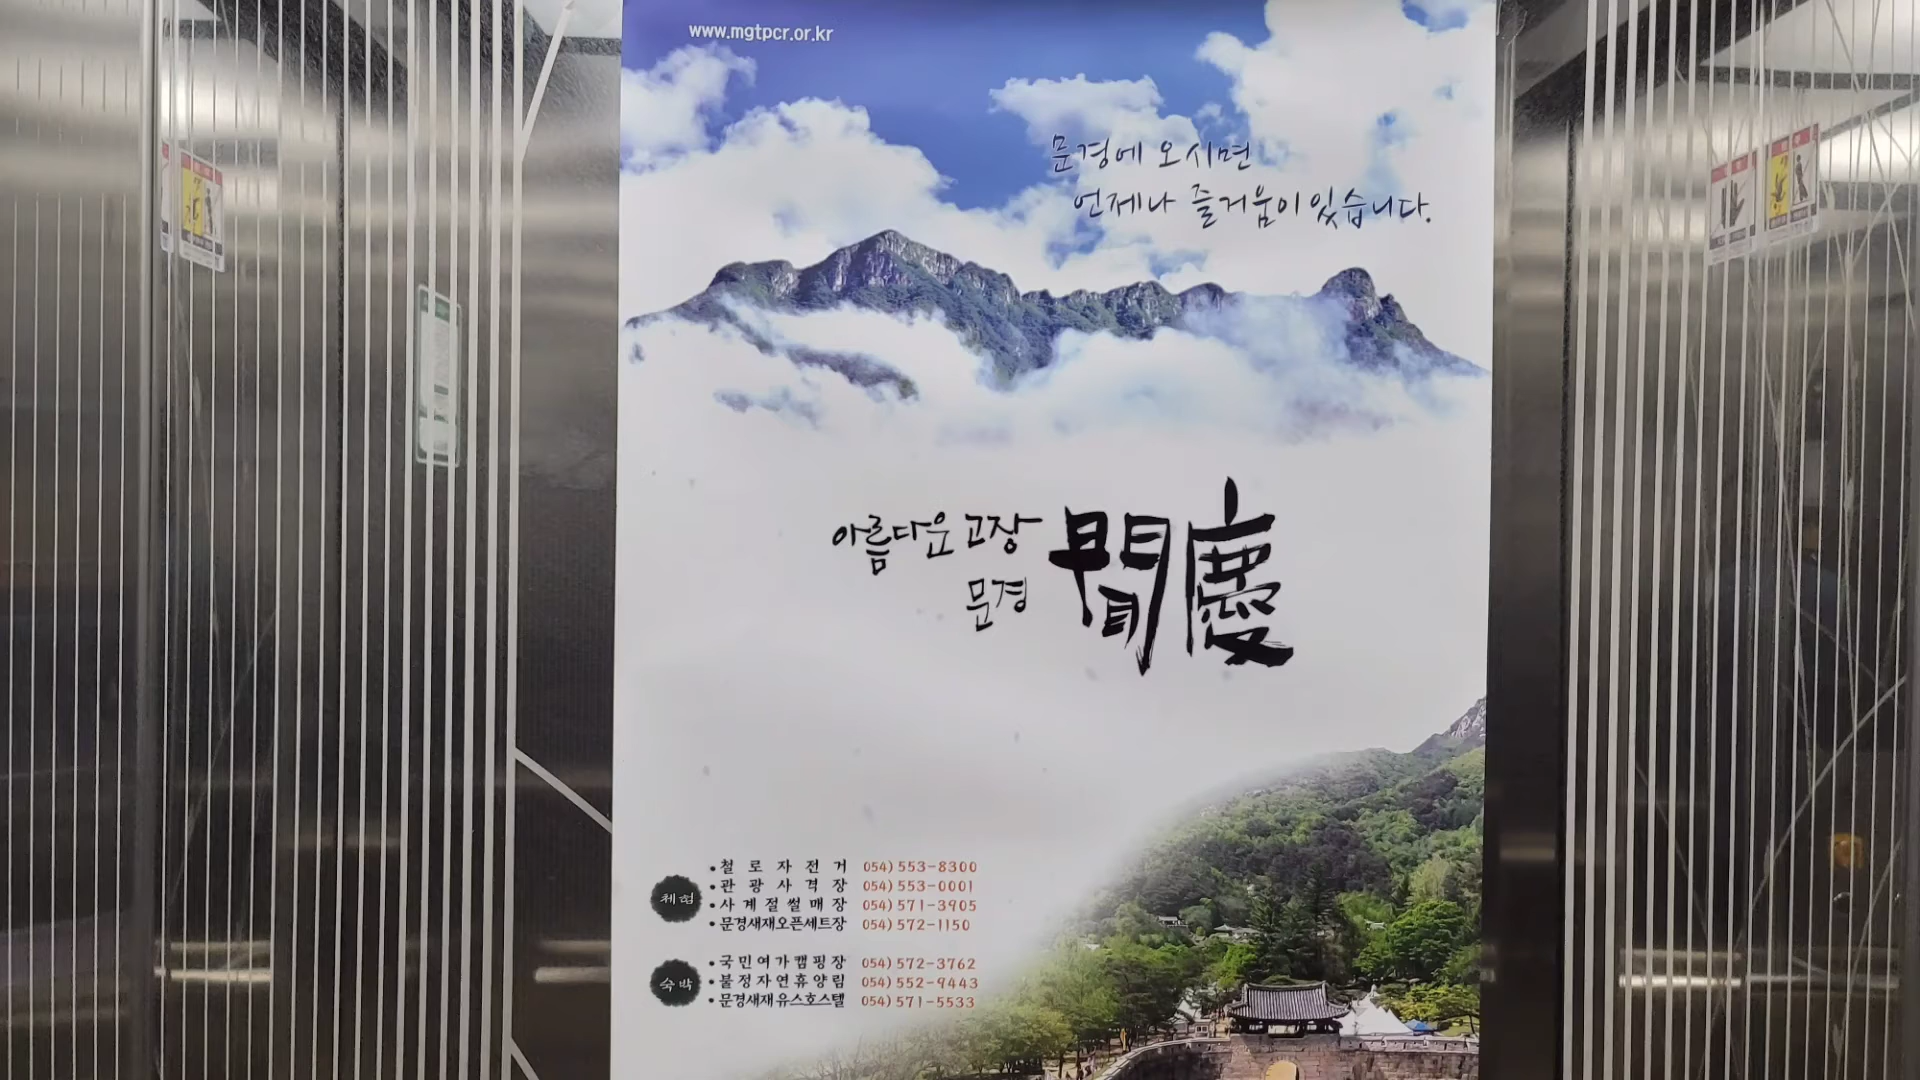 www.mgtpcr.or.kr
문경에 오시면
언제나 즐거움이 있습니다.
아름다운 고장
문경
聞慶
체험
•철로자전거 054) 553-8300
•관광사격장 054) 553-0001
•사계절썰매장 054) 571-3905
•문경새재오픈세트장 054) 572-1150
숙박
•국민여가캠핑장 054) 572-3762
•불정자연휴양림 054) 552-9443
•문경새재유스호스텔 054) 571-5533